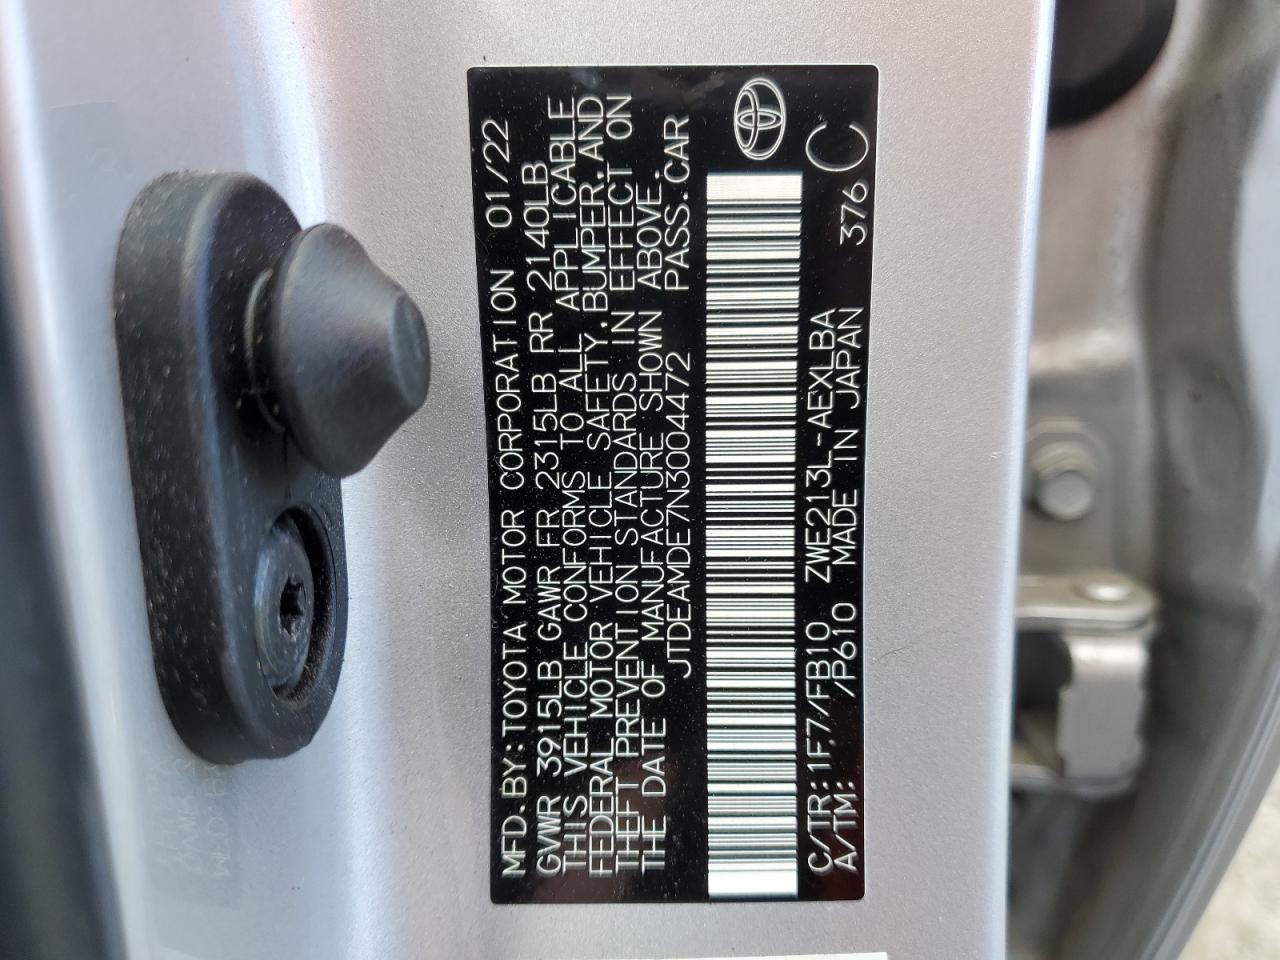 MFD.BY:TOYOTA MOTOR CORPORATION 01/22
GVWR 3915LB GAWR FR 2315LB RR 2140LB
THIS VEHICLE CONFORMS TO ALL APPLICABLE
FEDERAL MOTOR VEHICLE SAFETY,BUMPER,AND
THEFT PREVENTION STANDARDS IN EFFECT ON
THE DATE OF MANUFACTURE SHOWN ABOVE.
JTDEAMDE7N3004472 PASS.CAR
C/TR:1F7/FB10 ZWE213L-AEXLBA
A/TM: /P610 MADE IN JAPAN 376 C